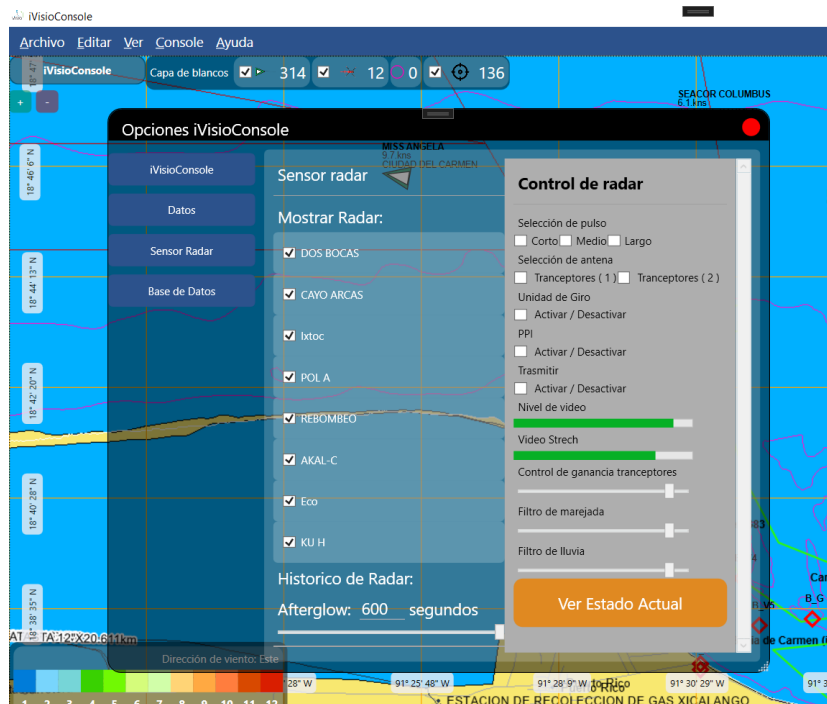 iVisioConsole
Archivo Editar Ver Console Ayuda
iVisioConsole
Capa de blancos 314 12 0 136
+ -
SEACOR COLUMBUS
6.1 kns
Opciones iVisioConsole
MISS ANGELA
9.7 kns
CIUDAD DEL CARMEN
iVisioConsole
Datos
Sensor Radar
Base de Datos
Sensor radar
Mostrar Radar:
DOS BOCAS
CAYO ARCAS
Ixtoc
POL A
REBOMBEO
AKAL-C
Eco
KU H
Historico de Radar:
Afterglow: 600 segundos
Control de radar
Selección de pulso
Corto Medio Largo
Selección de antena
Tranceptores ( 1 ) Tranceptores ( 2 )
Unidad de Giro
Activar / Desactivar
PPI
Activar / Desactivar
Trasmitir
Activar / Desactivar
Nivel de video
Video Strech
Control de ganancia tranceptores
Filtro de marejada
Filtro de lluvia
Ver Estado Actual
18° 46' 6" N
18° 44' 13" N
18° 42' 20" N
18° 40' 28" N
18° 38' 35" N
B_G
Dirección de viento: Este
1 2 3 4 5 6 7 8 9 10 11 12
28" W
91° 25' 48" W
91° 28' 9" W
91° 30' 29" W
ESTACION DE RECOLECCION DE GAS XICALANGO